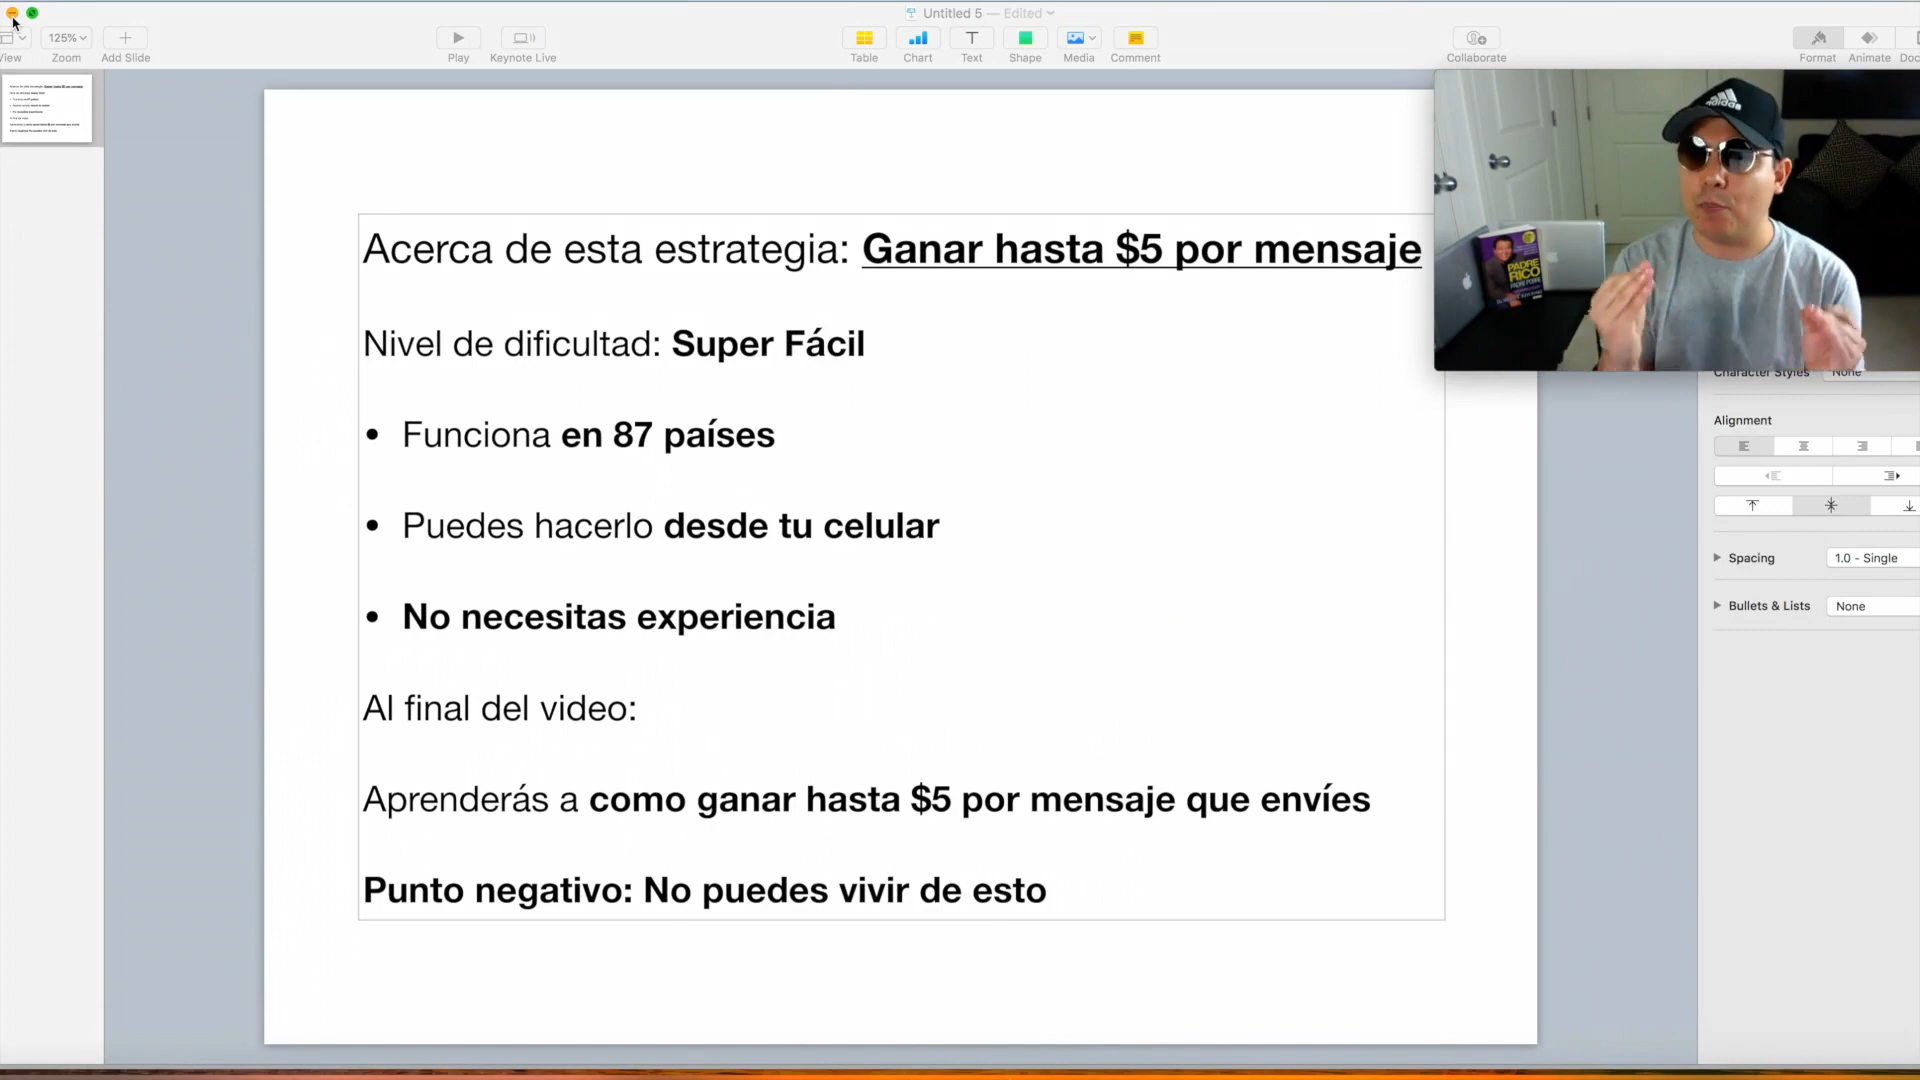 Untitled 5 — Edited
125%
View
Zoom
Add Slide
Play
Keynote Live
Table
Chart
Text
Shape
Media
Comment
Collaborate
Format
Animate
adidas
PADRE
RICO
PADRE POBRE
Acerca de esta estrategia: Ganar hasta $5 por mensaje
Nivel de dificultad: Super Fácil
• Funciona en 87 países
• Puedes hacerlo desde tu celular
• No necesitas experiencia
Al final del video:
Aprenderás a como ganar hasta $5 por mensaje que envíes
Punto negativo: No puedes vivir de esto
Character Styles None
Alignment
Spacing 1.0 - Single
Bullets & Lists None